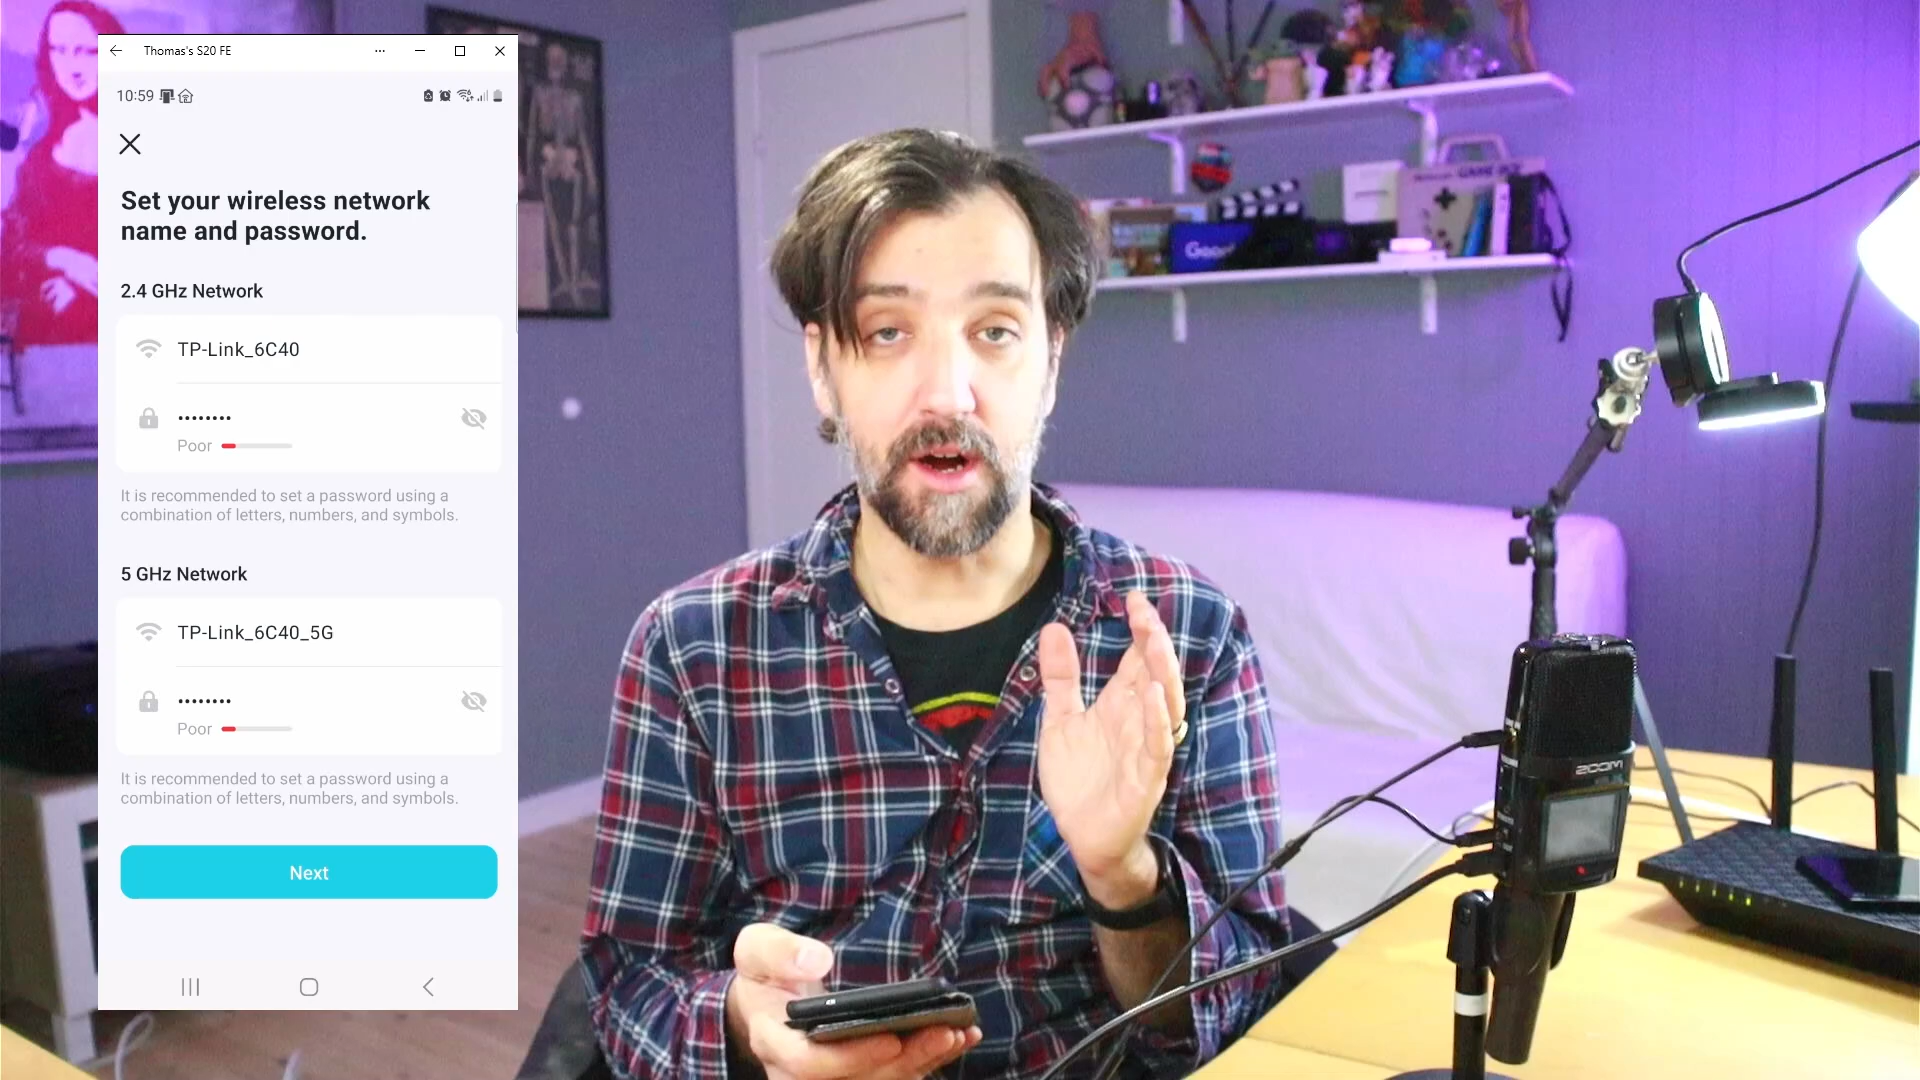 Thomas's S20 FE
10:59
Set your wireless network
name and password.
2.4 GHz Network
TP-Link_6C40
••••••••
Poor
It is recommended to set a password using a
combination of letters, numbers, and symbols.
5 GHz Network
TP-Link_6C40_5G
••••••••
Poor
It is recommended to set a password using a
combination of letters, numbers, and symbols.
Next
GAME BOY
zoom